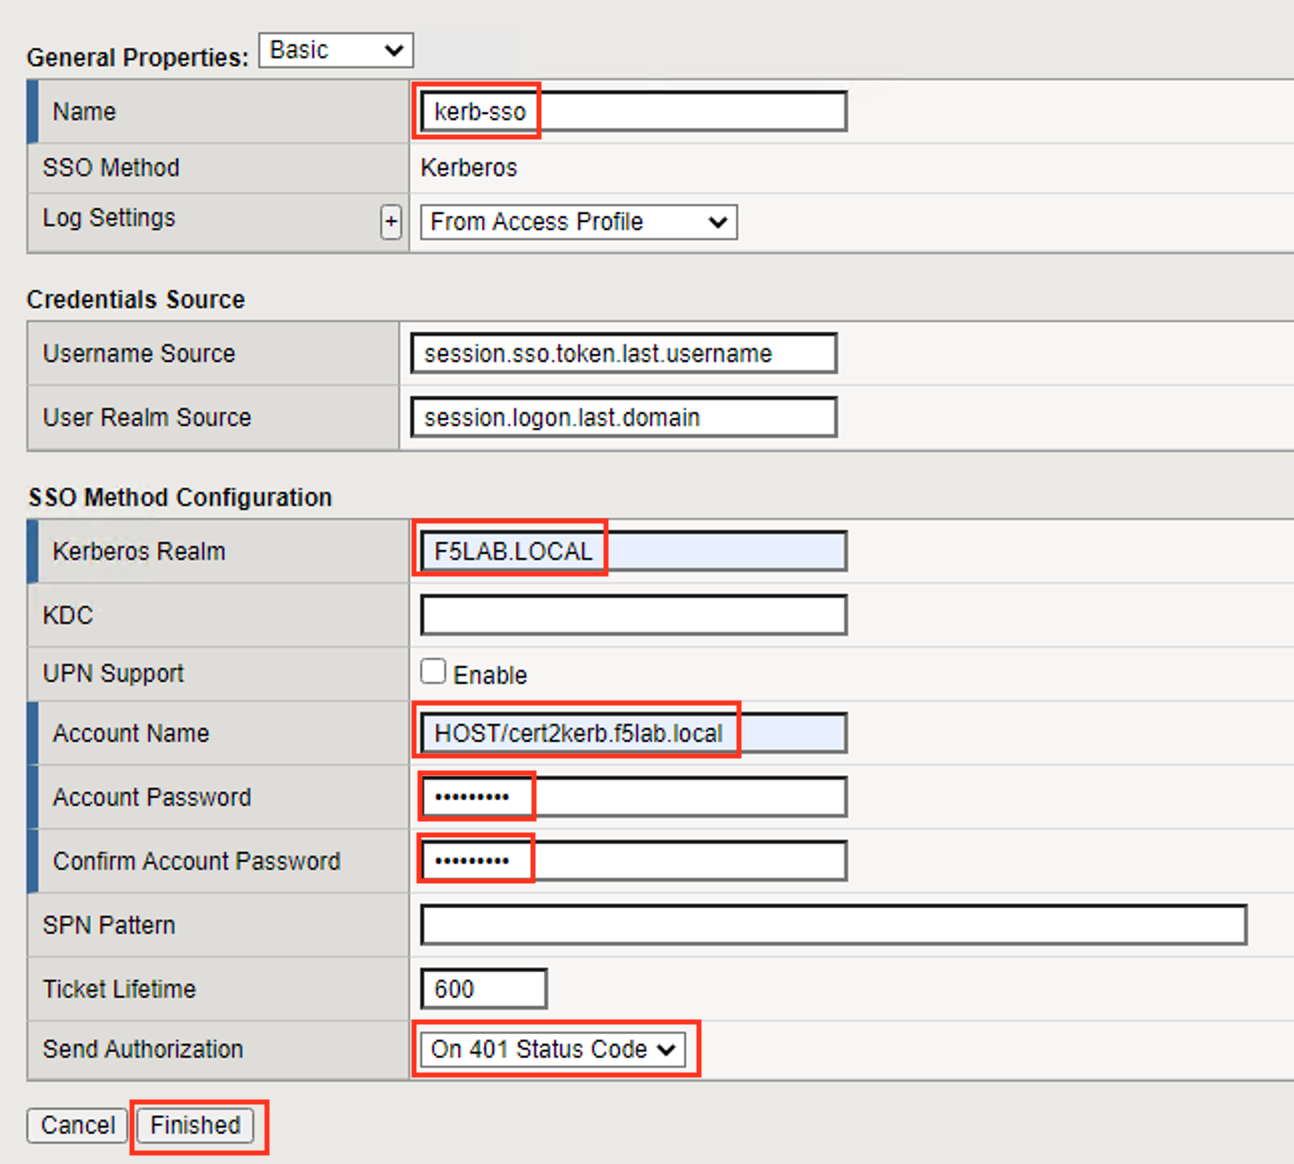 General Properties: Basic
Name kerb-sso
SSO Method Kerberos
Log Settings + From Access Profile
Credentials Source
Username Source session.sso.token.last.username
User Realm Source session.logon.last.domain
SSO Method Configuration
Kerberos Realm F5LAB.LOCAL
KDC
UPN Support Enable
Account Name HOST/cert2kerb.f5lab.local
Account Password •••••••••
Confirm Account Password •••••••••
SPN Pattern
Ticket Lifetime 600
Send Authorization On 401 Status Code
Cancel Finished